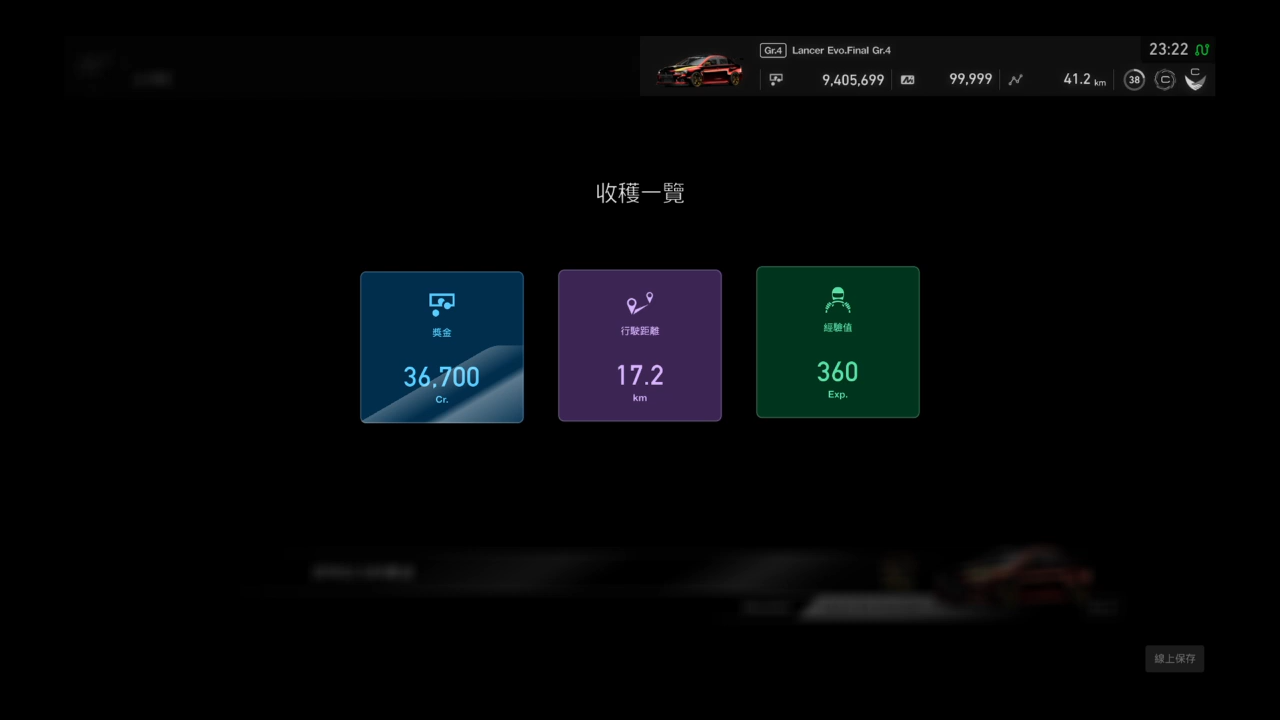 Gr.4 Lancer Evo.Final Gr.4
23:22
9,405,699
99,999
41.2 km
38
C
C
收穫一覽
獎金
36,700
Cr.
行駛距離
17.2
km
經驗值
360
Exp.
線上保存